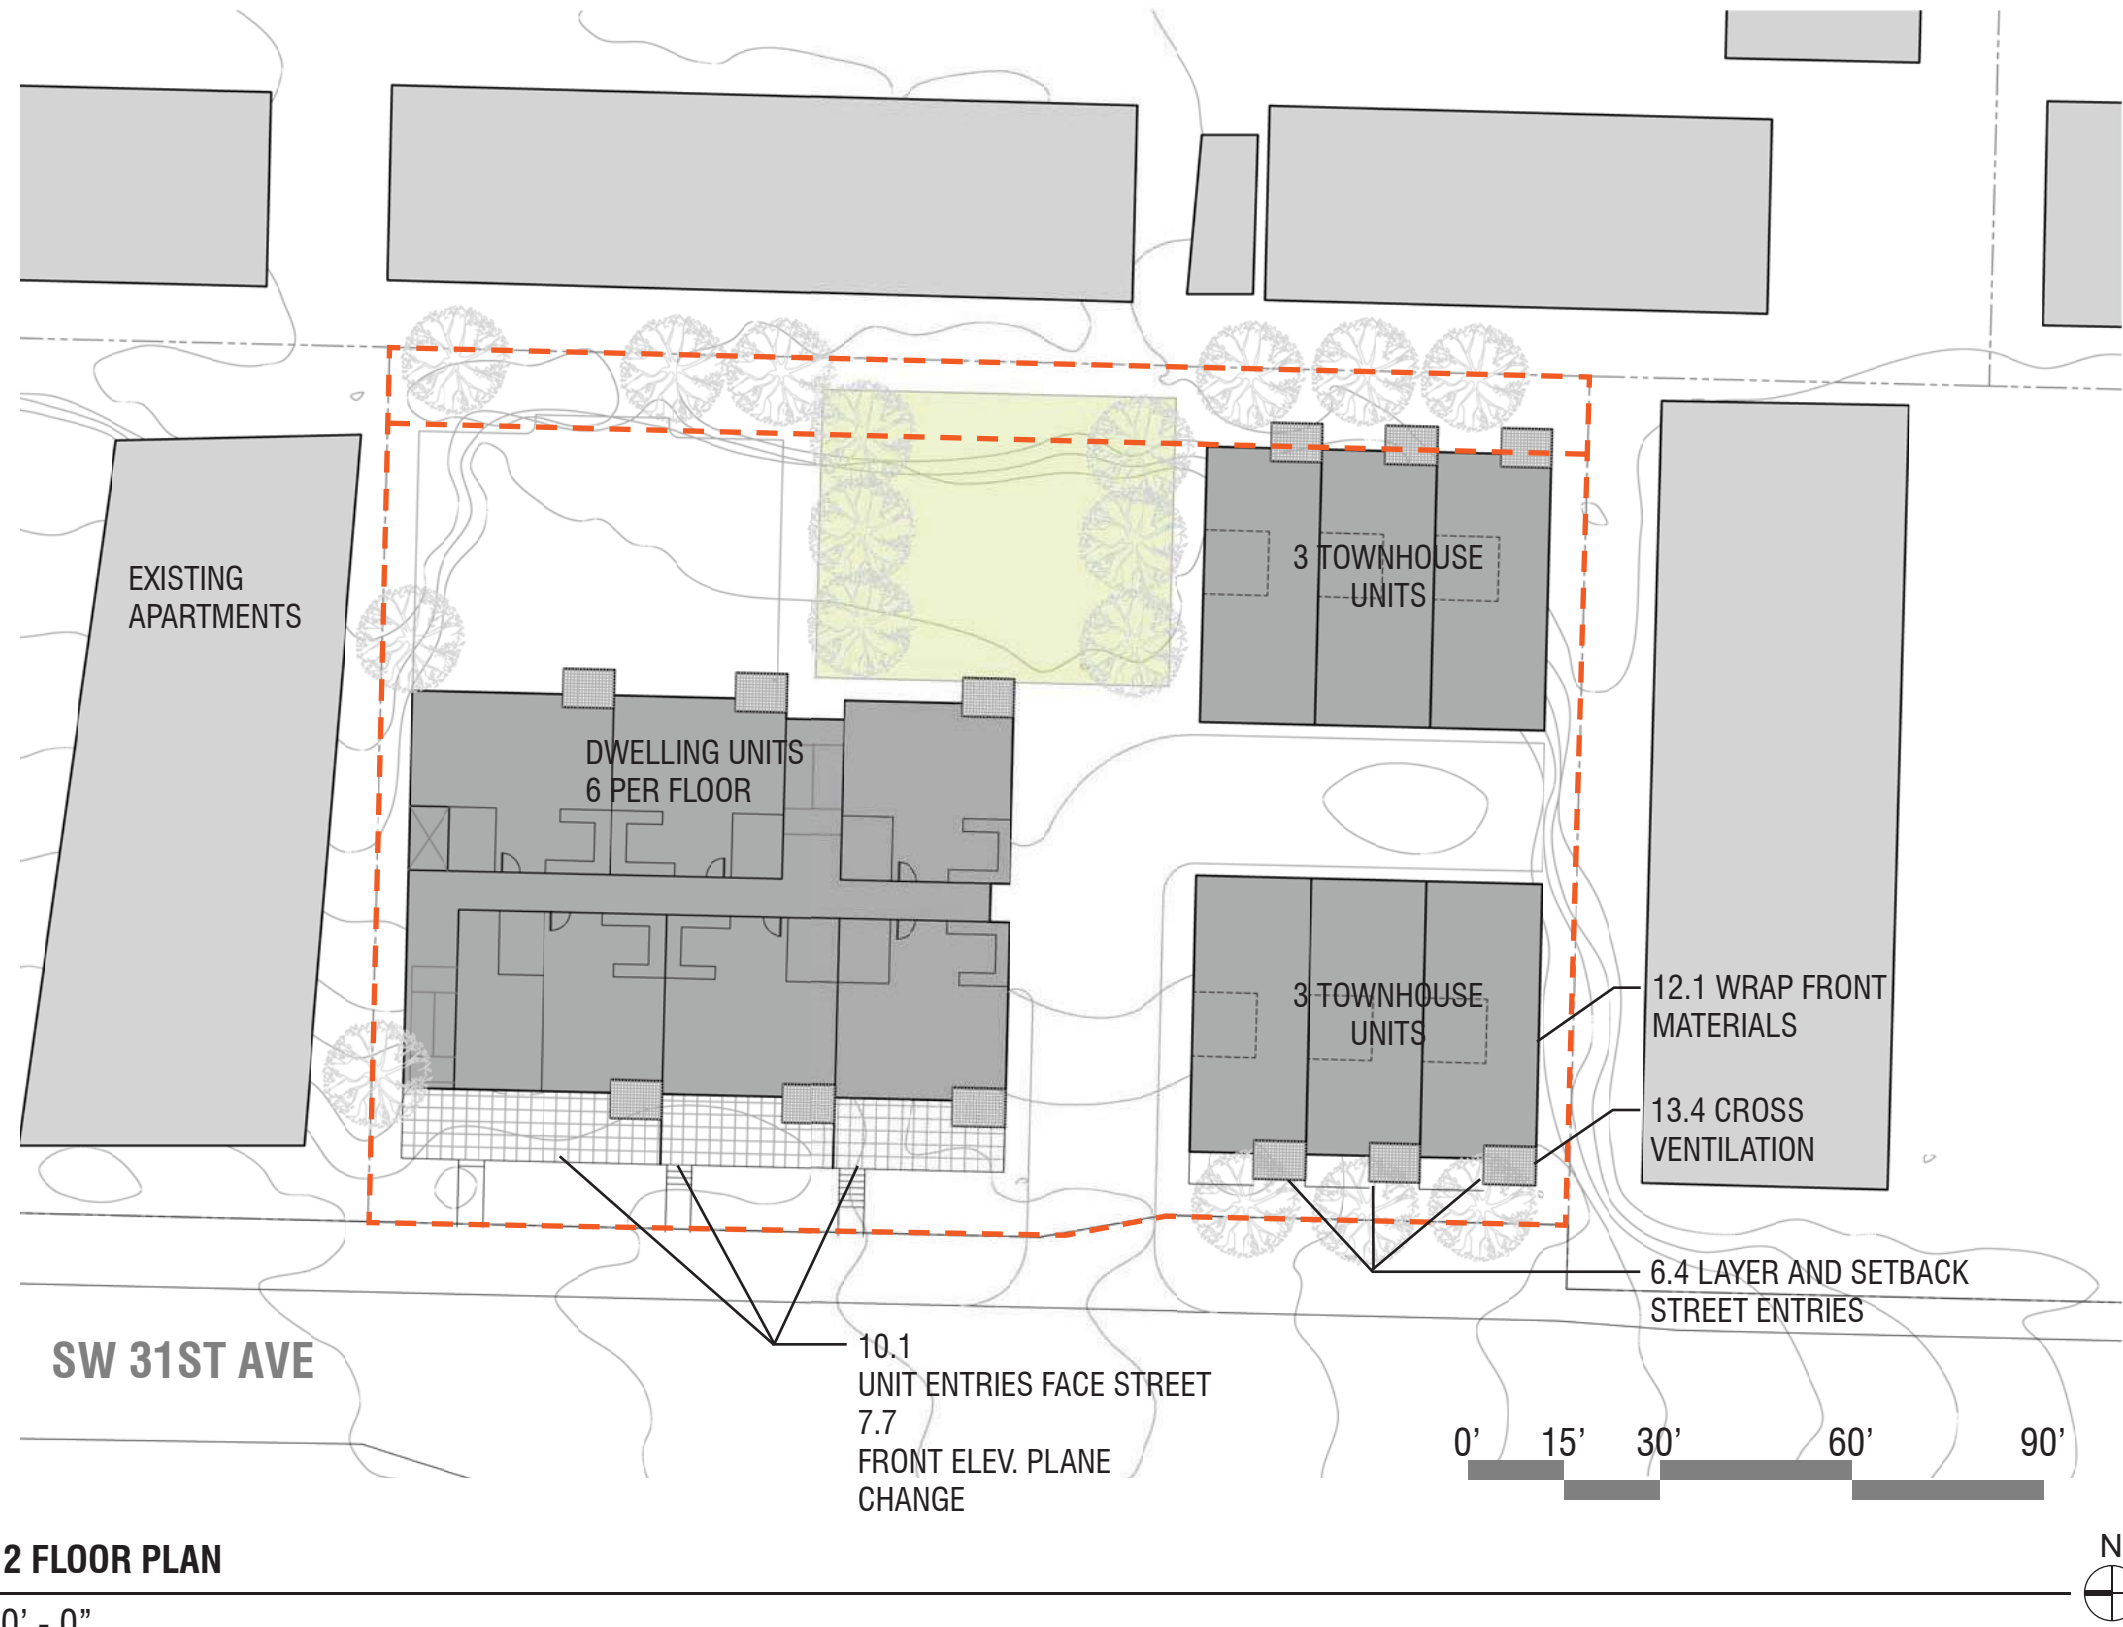 EXISTING
APARTMENTS
3 TOWNHOUSE
UNITS
DWELLING UNITS
6 PER FLOOR
3 TOWNHOUSE
UNITS
12.1 WRAP FRONT
MATERIALS
13.4 CROSS
VENTILATION
6.4 LAYER AND SETBACK
STREET ENTRIES
SW 31ST AVE
10.1
UNIT ENTRIES FACE STREET
7.7
FRONT ELEV. PLANE
CHANGE
0' 15' 30' 60' 90'
2 FLOOR PLAN
N
0' - 0"